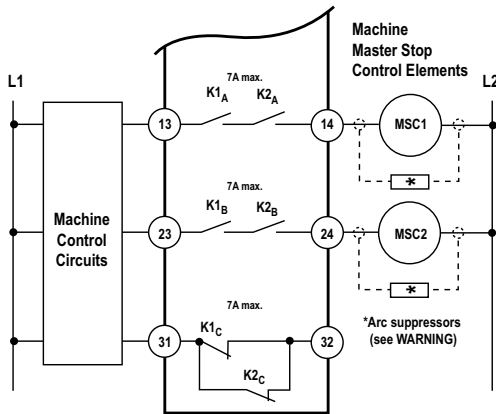 Machine
Master Stop
Control Elements
L1
L2
7A max.
K1A
K2A
13
14
MSC1
*
7A max.
K1B
K2B
Machine
Control
Circuits
23
24
MSC2
*
*Arc suppressors
(see WARNING)
7A max.
K1C
31
32
K2C